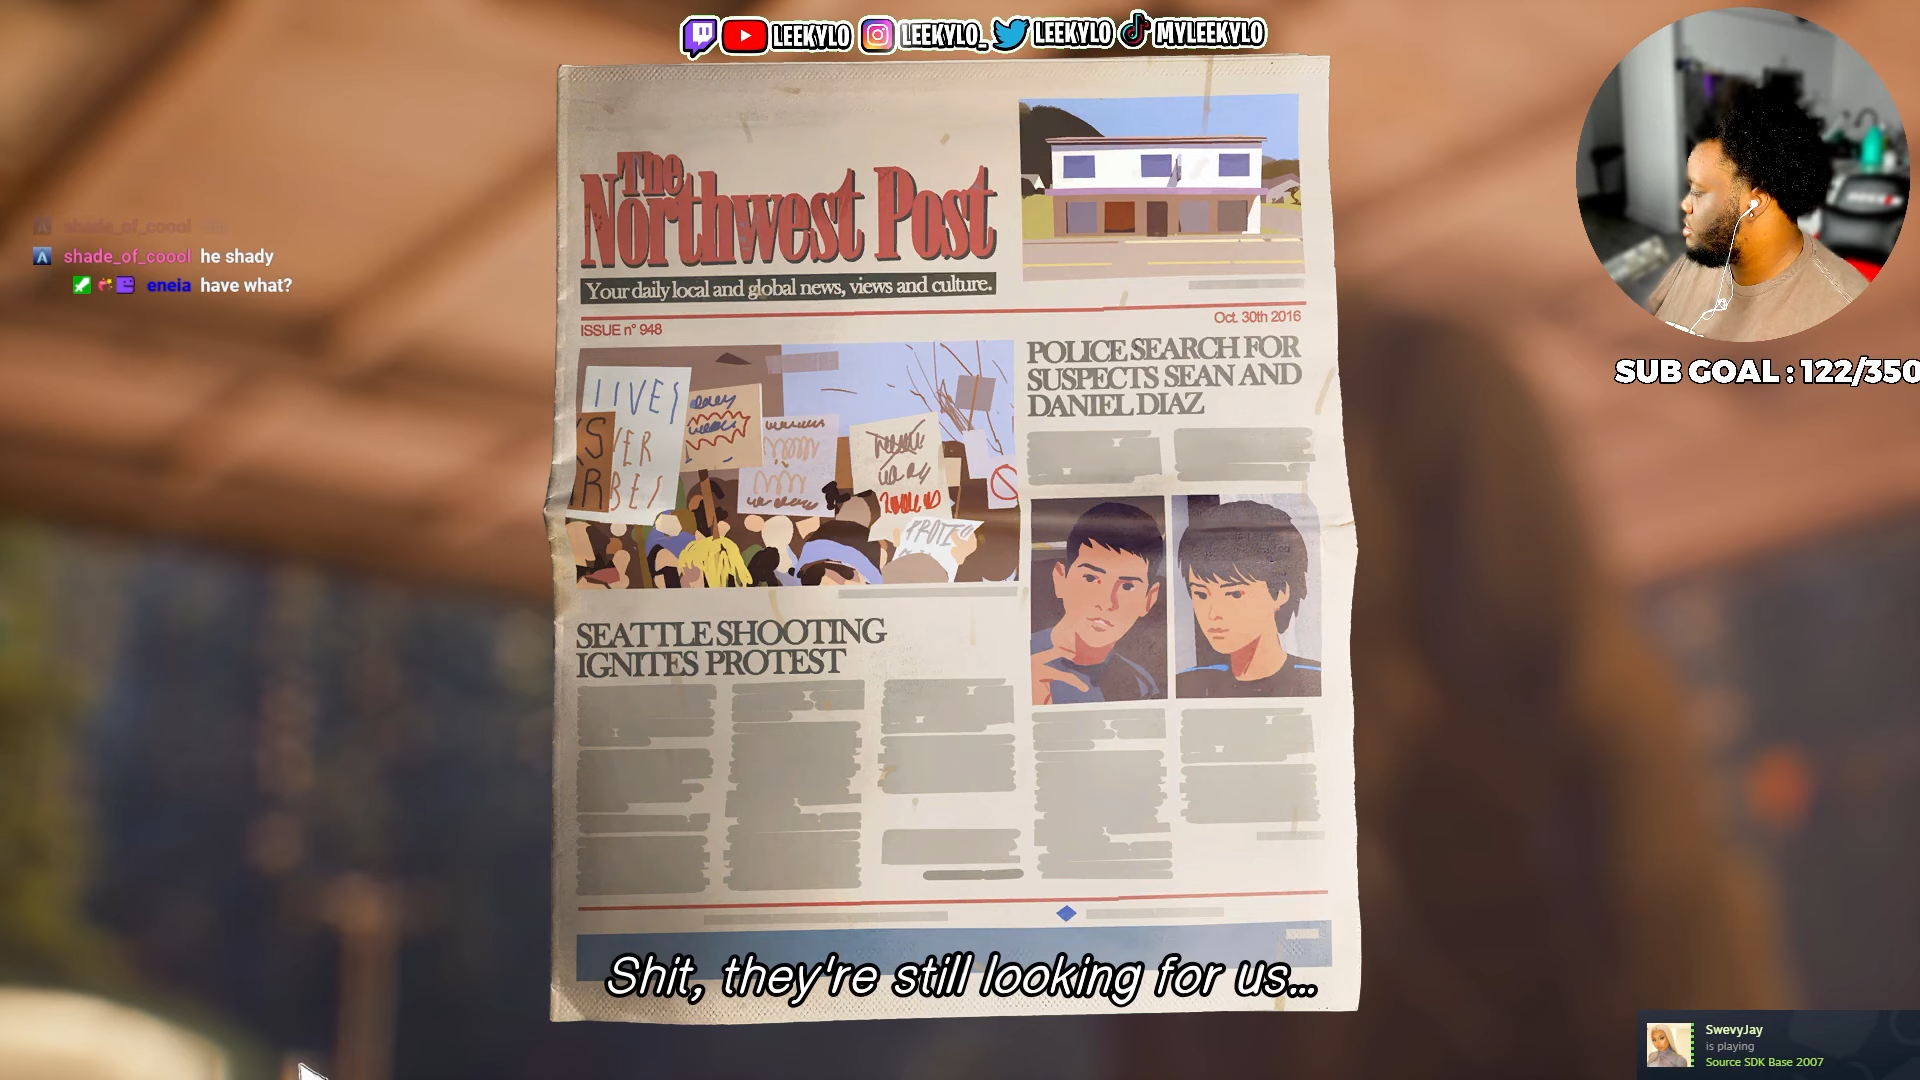 LEEKYLO LEEKYLO_ LEEKYLO MYLEEKYLO
shade_of_coool
shade_of_coool he shady
eneia have what?
SUB GOAL : 122/350
The
Northwest Post
Your daily local and global news, views and culture.
ISSUE n° 948
Oct. 30th 2016
POLICE SEARCH FOR
SUSPECTS SEAN AND
DANIEL DIAZ
SEATTLE SHOOTING
IGNITES PROTEST
Shit, they're still looking for us...
SwevyJay
is playing
Source SDK Base 2007